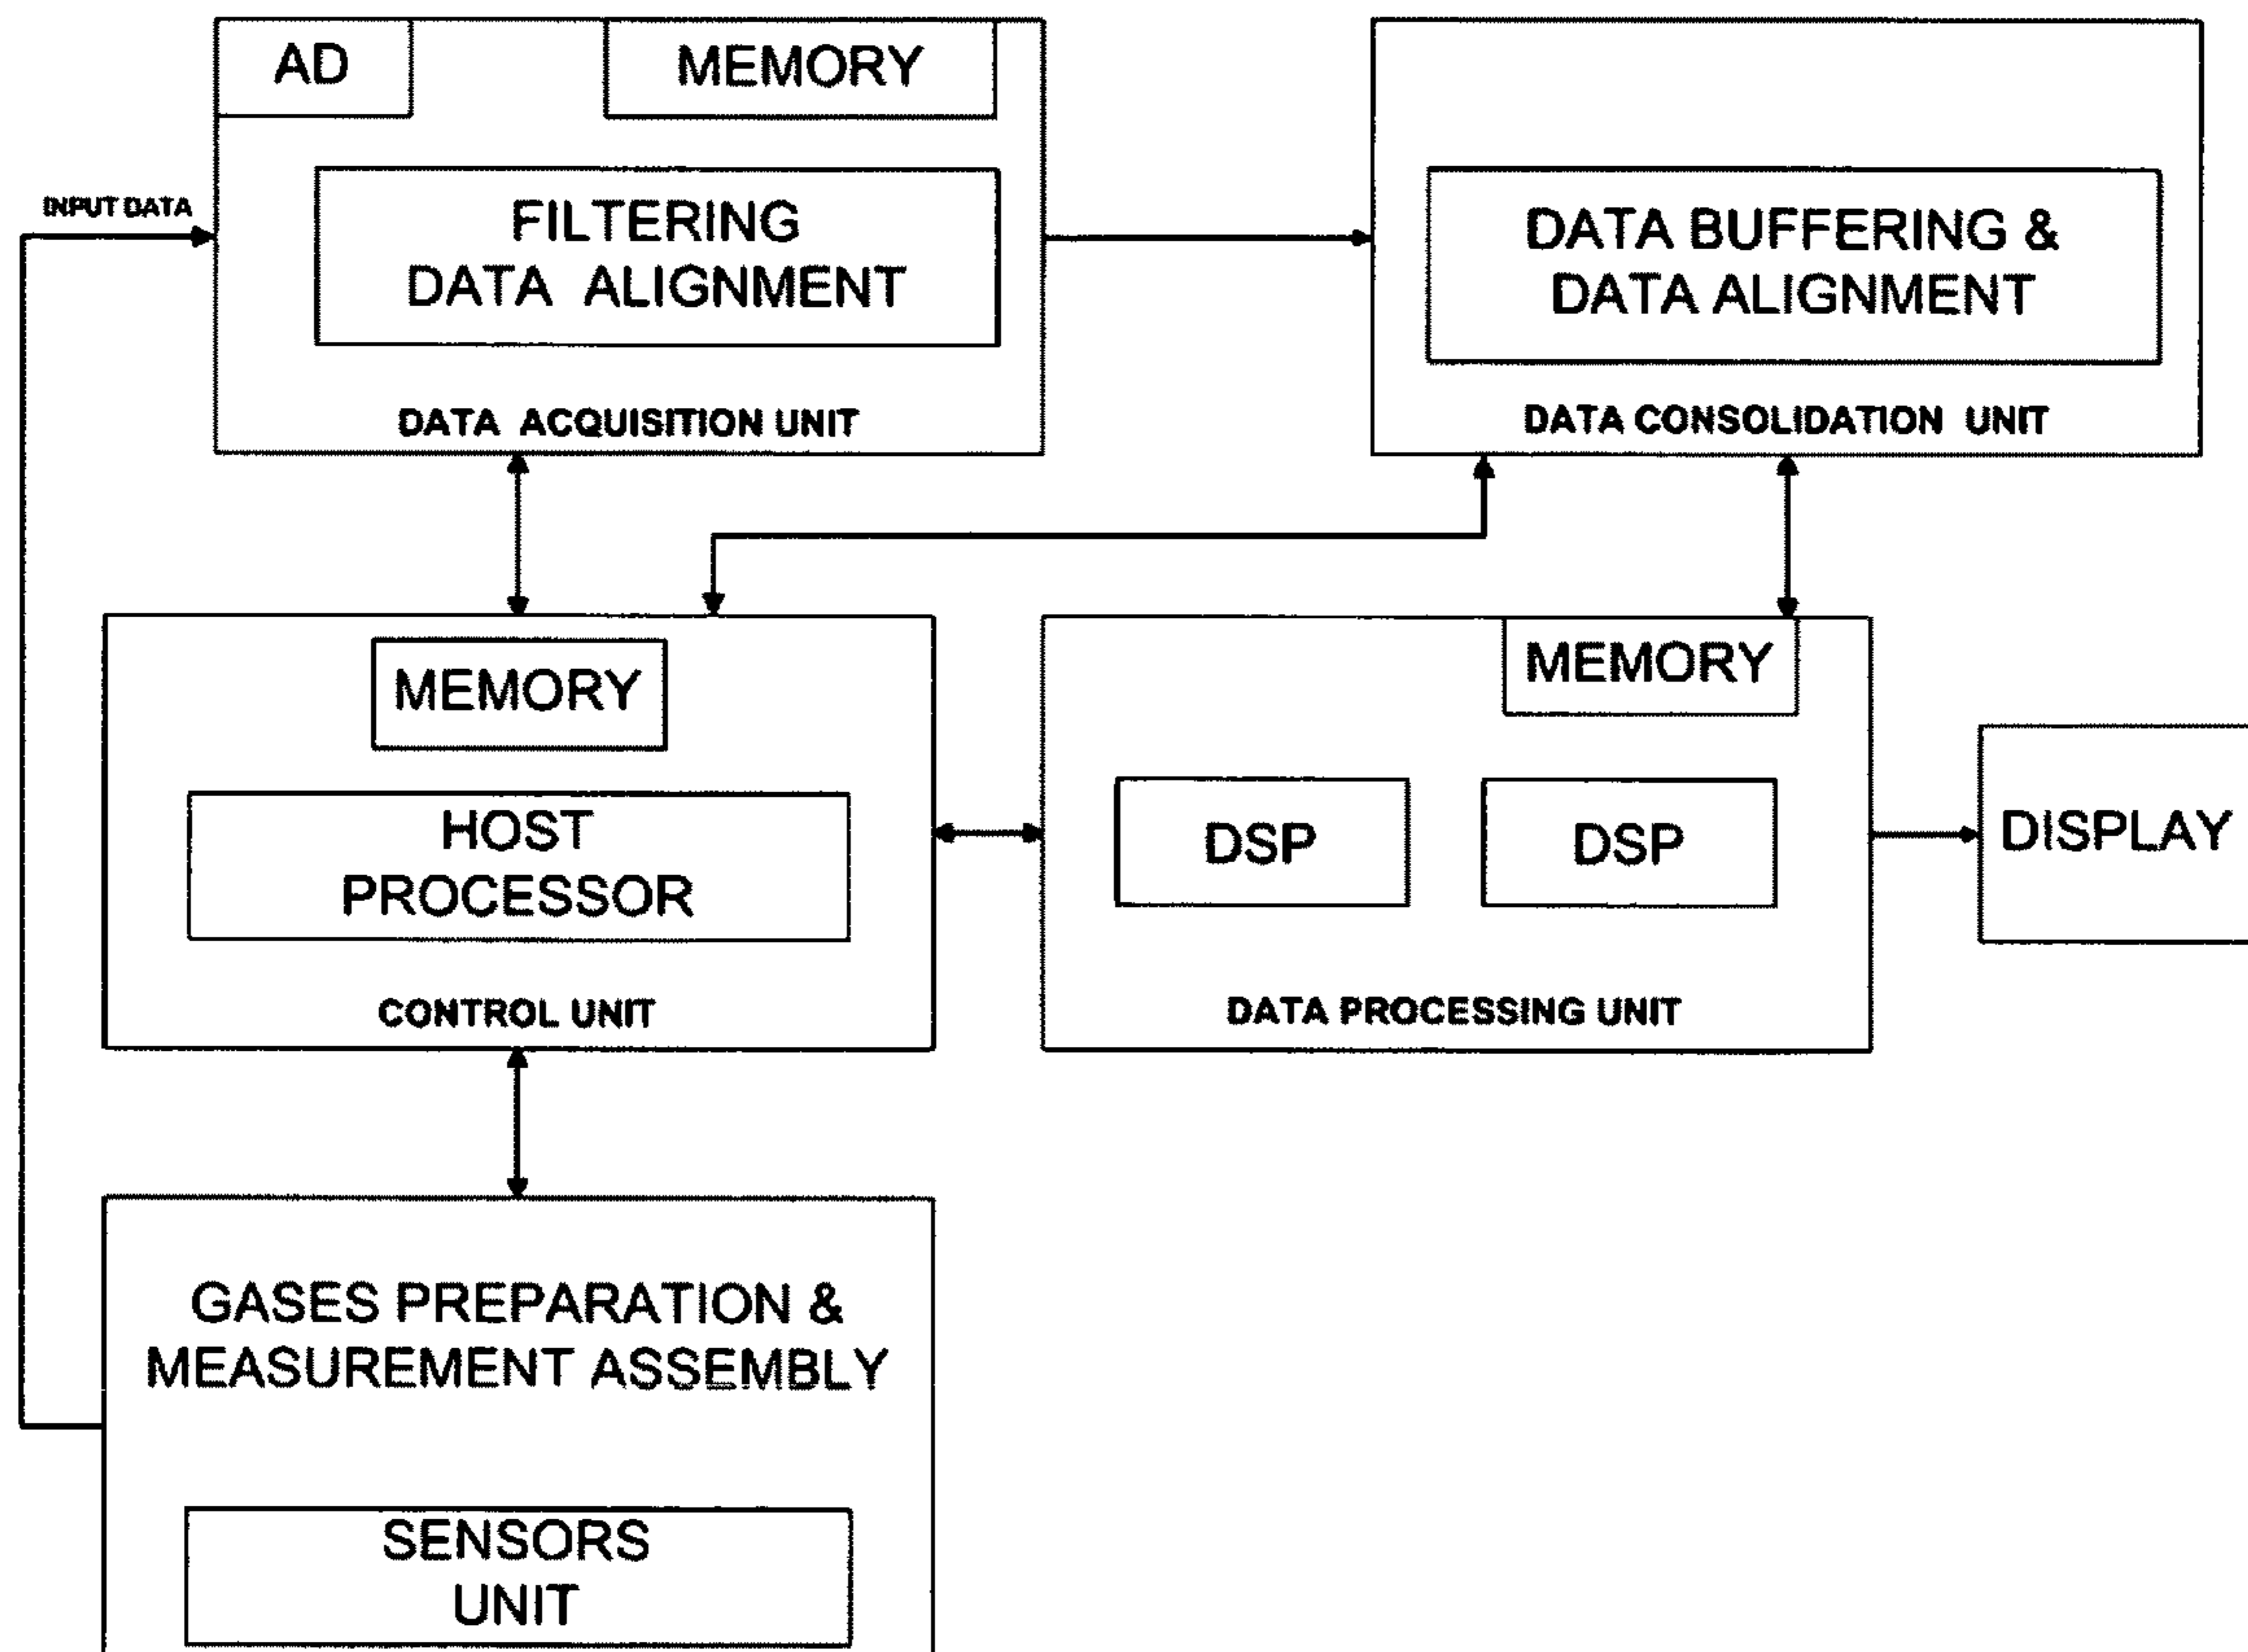 AD
MEMORY
INPUT DATA
FILTERING
DATA ALIGNMENT
DATA ACQUISITION UNIT
DATA BUFFERING &
DATA ALIGNMENT
DATA CONSOLIDATION UNIT
MEMORY
HOST
PROCESSOR
CONTROL UNIT
MEMORY
DSP
DSP
DATA PROCESSING UNIT
DISPLAY
GASES PREPARATION &
MEASUREMENT ASSEMBLY
SENSORS
UNIT